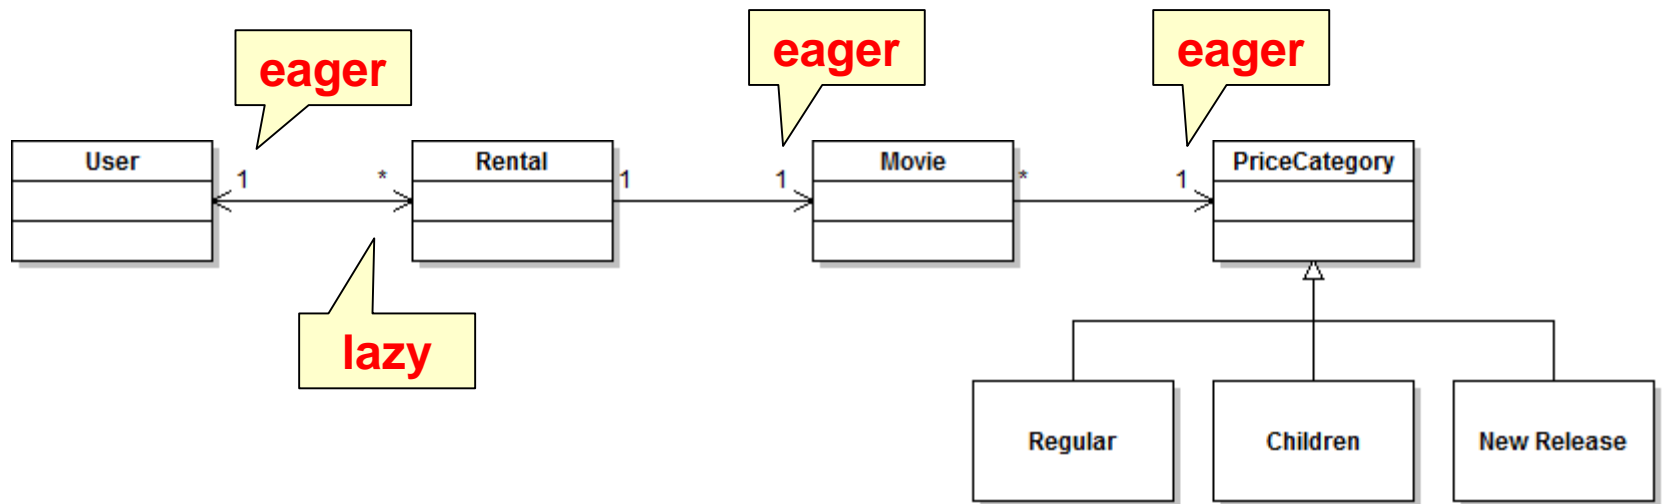 eager
eager
eager
User
Rental
Movie
PriceCategory
1
*
1
1
*
1
lazy
Regular
Children
New Release